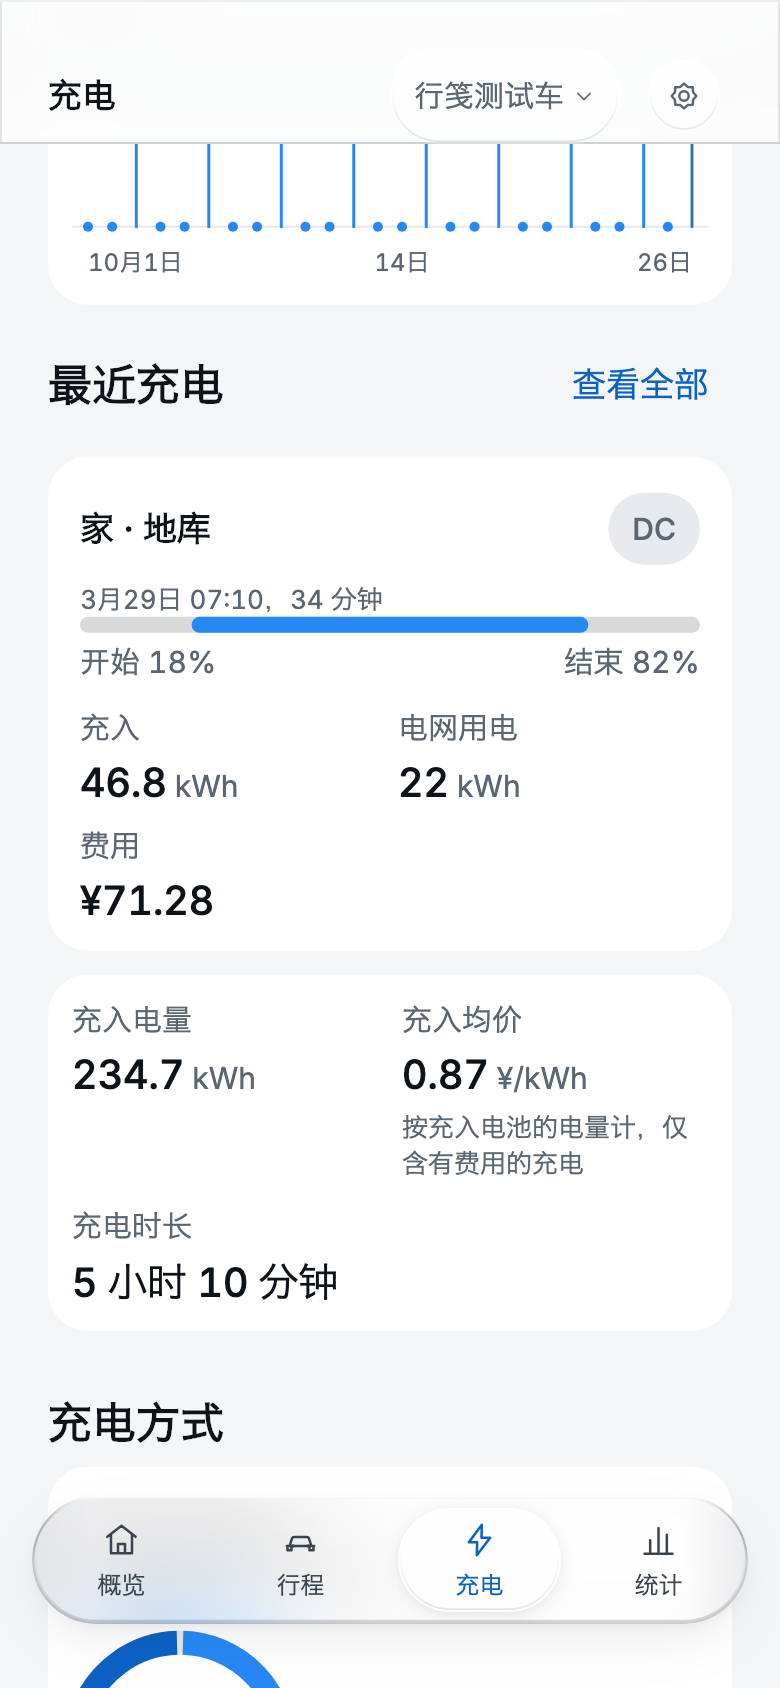 充电
行笺测试车
10月1日 14日 26日
最近充电 查看全部
家 · 地库 DC
3月29日 07:10，34 分钟
开始 18% 结束 82%
充入 电网用电
46.8 kWh 22 kWh
费用
¥71.28
充入电量 充入均价
234.7 kWh 0.87 ¥/kWh
按充入电池的电量计，仅
含有费用的充电
充电时长
5 小时 10 分钟
充电方式
概览 行程 充电 统计